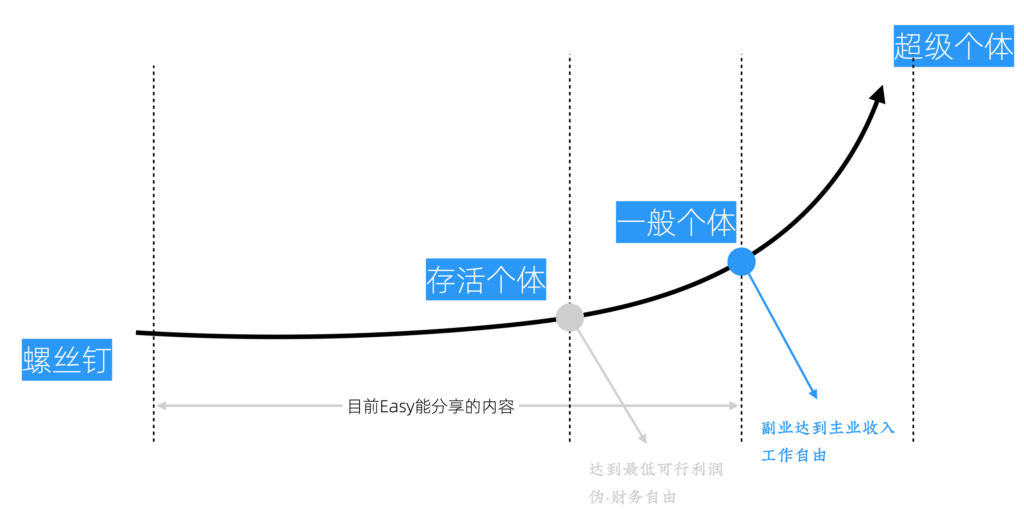 超级个体
一般个体
存活个体
螺丝钉
目前Easy能分享的内容
副业达到主业收入
工作自由
达到最低可行利润
伪·财务自由